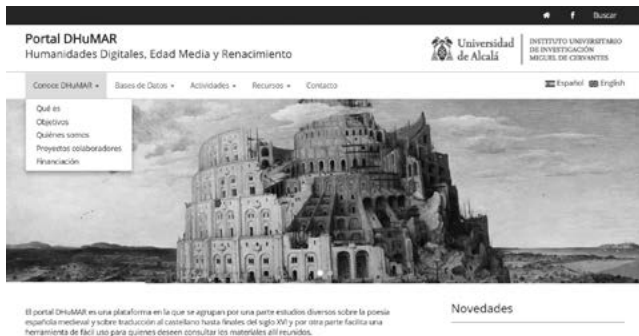 f Buscar
Portal DHuMAR
Humanidades Digitales, Edad Media y Renacimiento
Universidad
de Alcalá
INSTITUTO UNIVERSITARIO
DE INVESTIGACIÓN
MIGUEL DE CERVANTES
Conoce DHuMAR Bases de Datos Actividades Recursos Contacto
Español English
Qué es
Objetivos
Quiénes somos
Proyectos colaboradores
Financiación
El portal DHuMAR es una plataforma en la que se agrupan por una parte estudios diversos sobre la poesía
española medieval y sobre traducción al castellano hasta finales del siglo XVI y por otra parte facilita una
herramienta de fácil uso para quienes deseen consultar los materiales allí reunidos.
Novedades